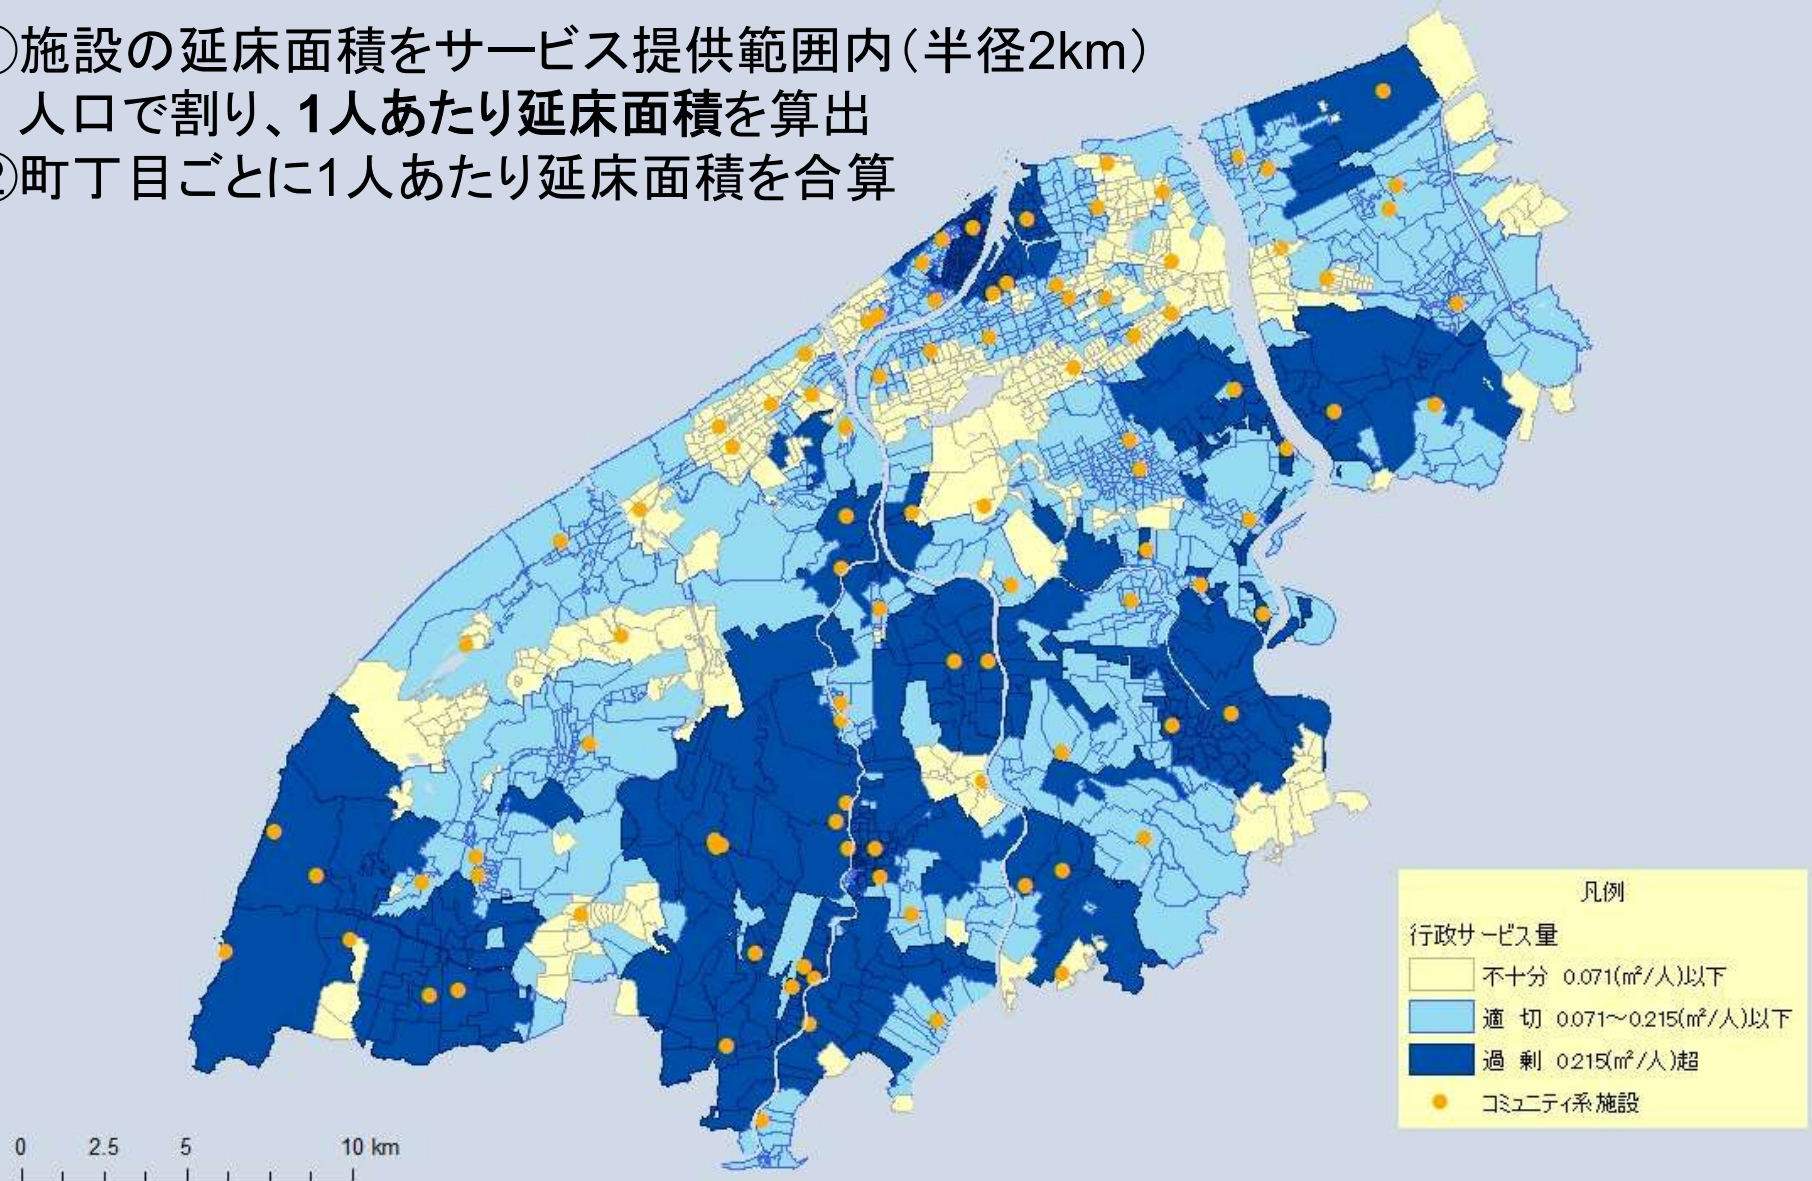 ①施設の延床面積をサービス提供範囲内（半径2km）
人口で割り、1人あたり延床面積を算出
②町丁目ごとに1人あたり延床面積を合算
凡例
行政サービス量
不十分 0.071(㎡/人)以下
適 切 0.071～0.215(㎡/人)以下
過 剰 0.215(㎡/人)超
コミュニティ系施設
0 2.5 5 10 km